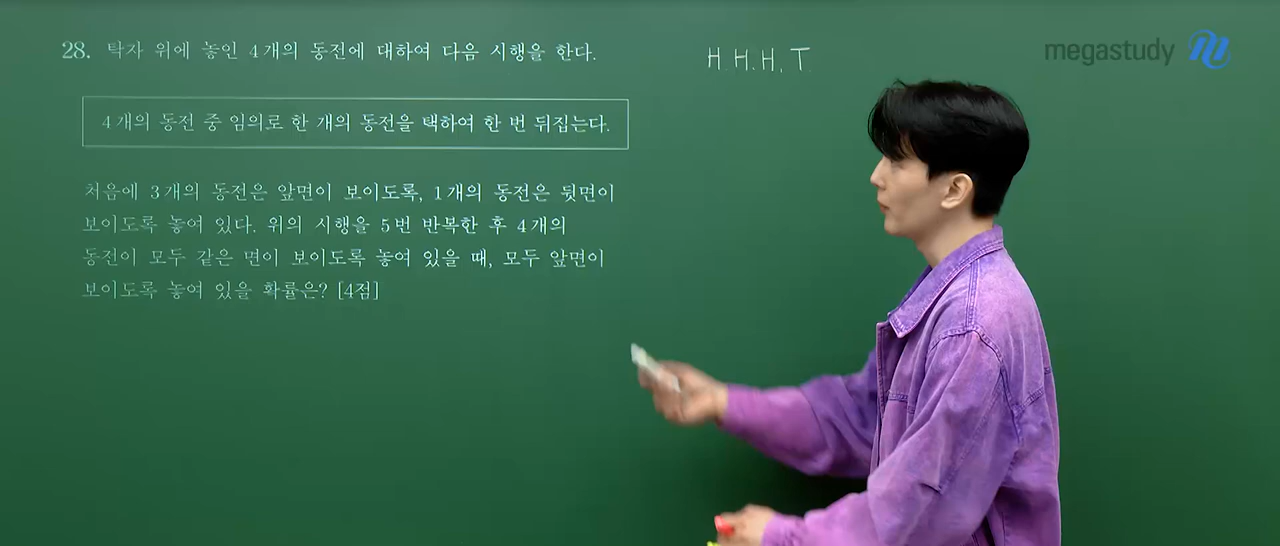 28. 탁자 위에 놓인 4개의 동전에 대하여 다음 시행을 한다.
H. H. H. T.
megastudy
4개의 동전 중 임의로 한 개의 동전을 택하여 한 번 뒤집는다.
처음에 3개의 동전은 앞면이 보이도록, 1개의 동전은 뒷면이
보이도록 놓여 있다. 위의 시행을 5번 반복한 후 4개의
동전이 모두 같은 면이 보이도록 놓여 있을 때, 모두 앞면이
보이도록 놓여 있을 확률은? [4점]